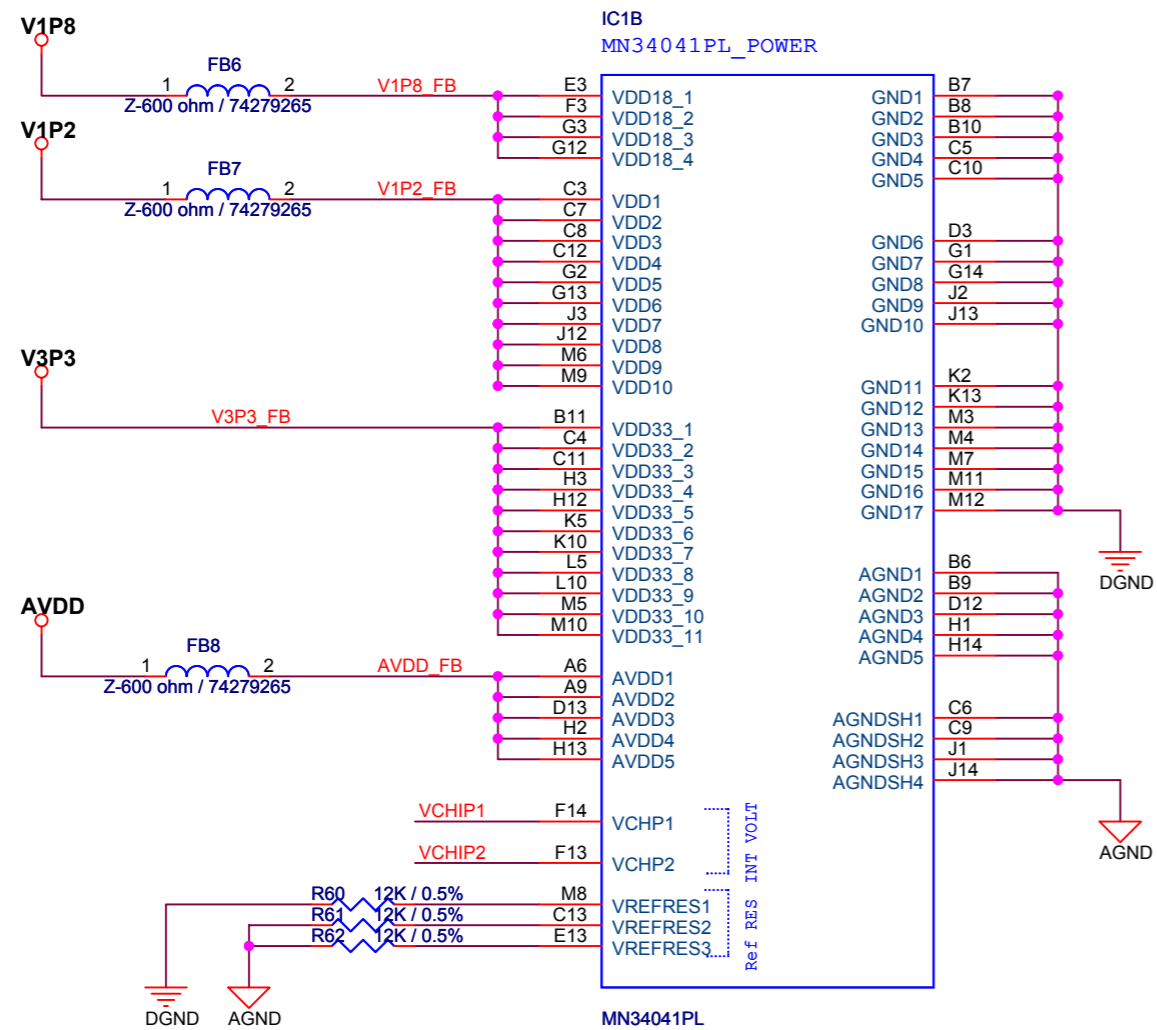 V1P8
IC1B
MN34041PL_POWER
FB6
1 2 V1P8_FB
Z-600 ohm / 74279265
E3 VDD18_1 GND1 B7
F3 VDD18_2 GND2 B8
G3 VDD18_3 GND3 B10
G12 VDD18_4 GND4 C5
GND5 C10
V1P2
FB7
1 2 V1P2_FB
Z-600 ohm / 74279265
C3 VDD1
C7 VDD2
C8 VDD3 GND6 D3
C12 VDD4 GND7 G1
G2 VDD5 GND8 G14
G13 VDD6 GND9 J2
J3 VDD7 GND10 J13
J12 VDD8
M6 VDD9
M9 VDD10 GND11 K2
GND12 K13
V3P3
V3P3_FB
B11 VDD33_1 GND13 M3
C4 VDD33_2 GND14 M4
C11 VDD33_3 GND15 M7
H3 VDD33_4 GND16 M11
H12 VDD33_5 GND17 M12
K5 VDD33_6
K10 VDD33_7
L5 VDD33_8 AGND1 B6
DGND
L10 VDD33_9 AGND2 B9
M5 VDD33_10 AGND3 D12
M10 VDD33_11 AGND4 H1
AGND5 H14
AVDD
FB8
1 2 AVDD_FB
Z-600 ohm / 74279265
A6 AVDD1
A9 AVDD2
D13 AVDD3 AGNDSH1 C6
H2 AVDD4 AGNDSH2 C9
H13 AVDD5 AGNDSH3 J1
AGNDSH4 J14
AGND
VCHIP1 F14 VCHP1
VCHIP2 F13 VCHP2
INT VOLT
R60 12K / 0.5% M8 VREFRES1
R61 12K / 0.5% C13 VREFRES2
R62 12K / 0.5% E13 VREFRES3
Ref RES
DGND AGND
MN34041PL